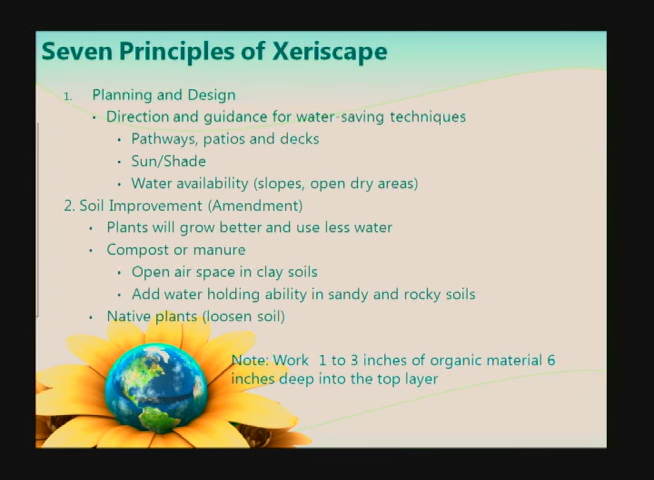 Seven Principles of Xeriscape
1. Planning and Design
• Direction and guidance for water-saving techniques
• Pathways, patios and decks
• Sun/Shade
• Water availability (slopes, open dry areas)
2. Soil Improvement (Amendment)
• Plants will grow better and use less water
• Compost or manure
• Open air space in clay soils
• Add water holding ability in sandy and rocky soils
• Native plants (loosen soil)
Note: Work 1 to 3 inches of organic material 6
inches deep into the top layer